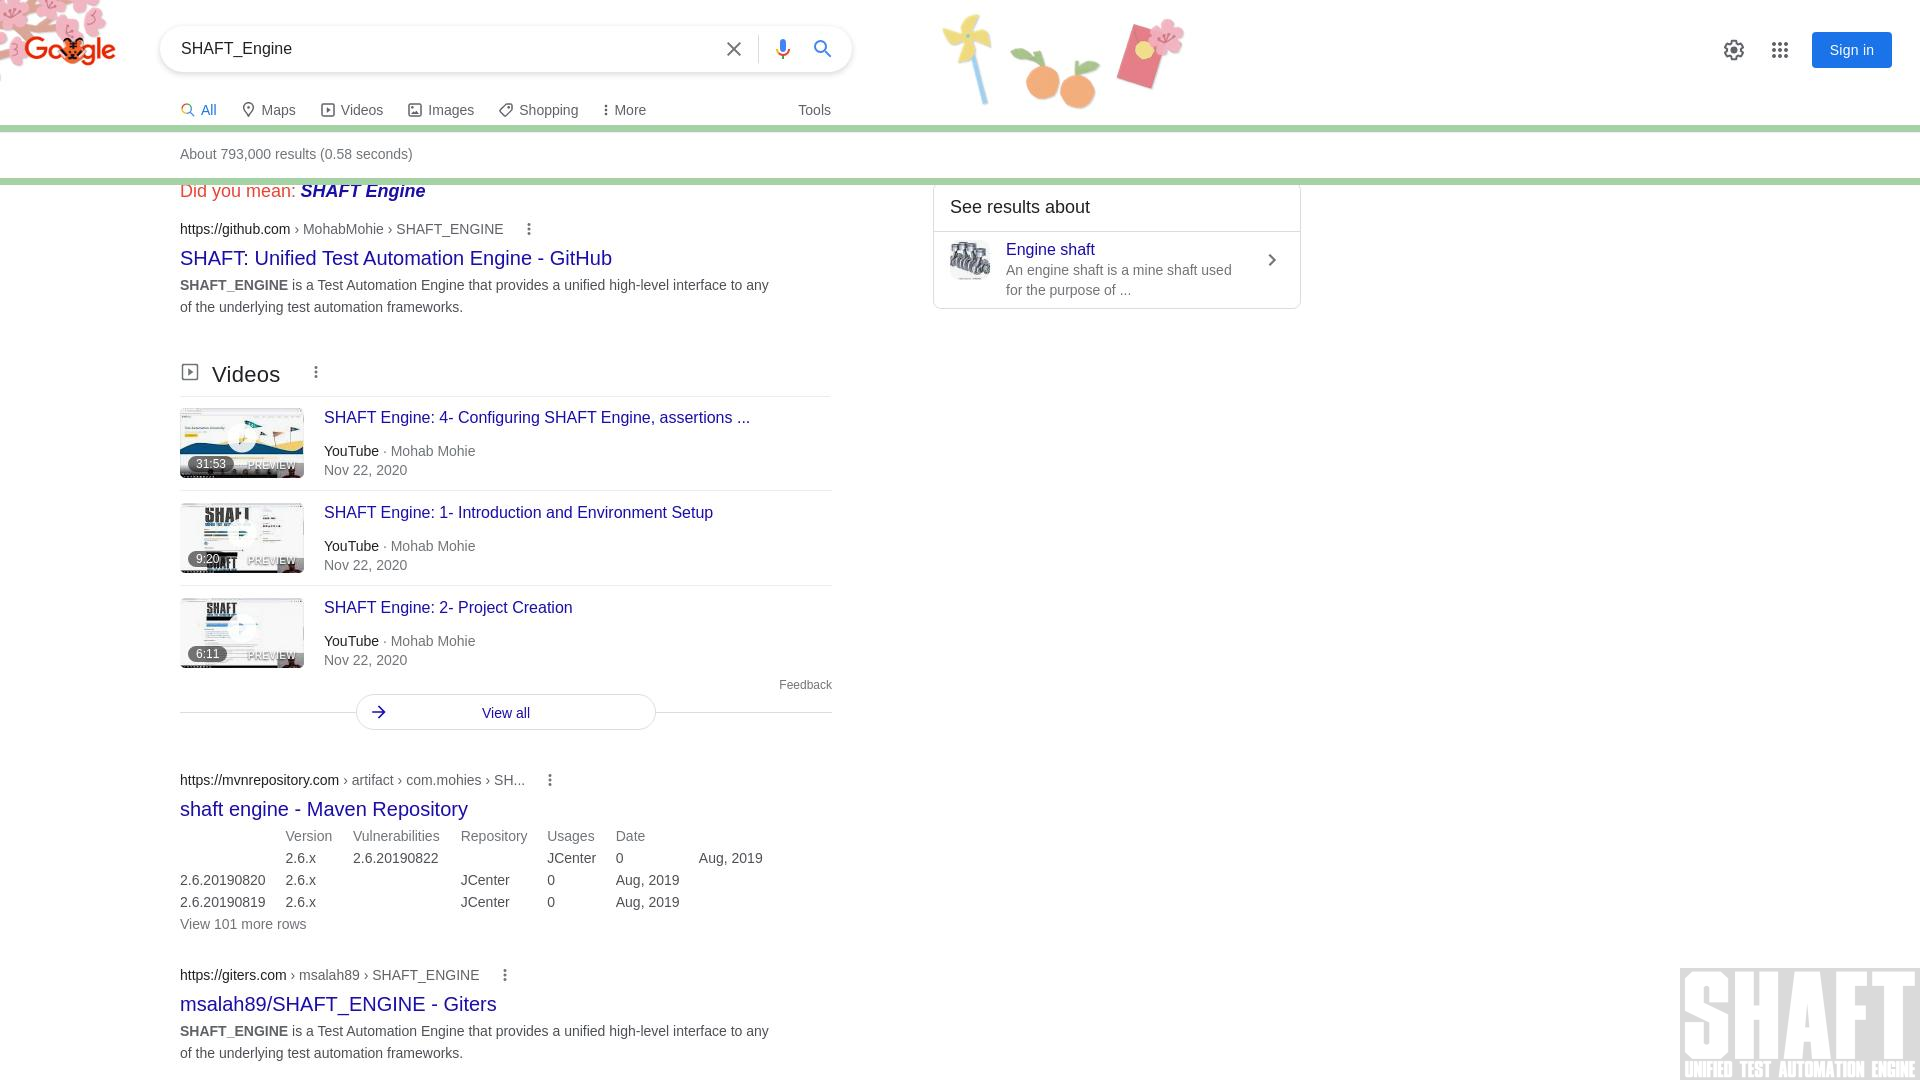 Google
SHAFT_Engine
Sign in
All
Maps
Videos
Images
Shopping
More
Tools
About 793,000 results (0.58 seconds)
Did you mean: SHAFT Engine
https://github.com › MohabMohie › SHAFT_ENGINE
SHAFT: Unified Test Automation Engine - GitHub
SHAFT_ENGINE is a Test Automation Engine that provides a unified high-level interface to any
of the underlying test automation frameworks.
See results about
Engine shaft
An engine shaft is a mine shaft used
for the purpose of ...
Videos
SHAFT Engine: 4- Configuring SHAFT Engine, assertions ...
31:53
PREVIEW
YouTube · Mohab Mohie
Nov 22, 2020
SHAFT
SHAFT Engine: 1- Introduction and Environment Setup
9:20
PREVIEW
SHAFT
YouTube · Mohab Mohie
Nov 22, 2020
SHAFT
SHAFT Engine: 2- Project Creation
6:11
PREVIEW
YouTube · Mohab Mohie
Nov 22, 2020
Feedback
View all
https://mvnrepository.com › artifact › com.mohies › SH...
shaft engine - Maven Repository
Version Vulnerabilities Repository Usages Date
2.6.x 2.6.20190822 JCenter 0 Aug, 2019
2.6.20190820 2.6.x JCenter 0 Aug, 2019
2.6.20190819 2.6.x JCenter 0 Aug, 2019
View 101 more rows
https://giters.com › msalah89 › SHAFT_ENGINE
msalah89/SHAFT_ENGINE - Giters
SHAFT_ENGINE is a Test Automation Engine that provides a unified high-level interface to any
of the underlying test automation frameworks.
SHAFT
UNIFIED TEST AUTOMATION ENGINE